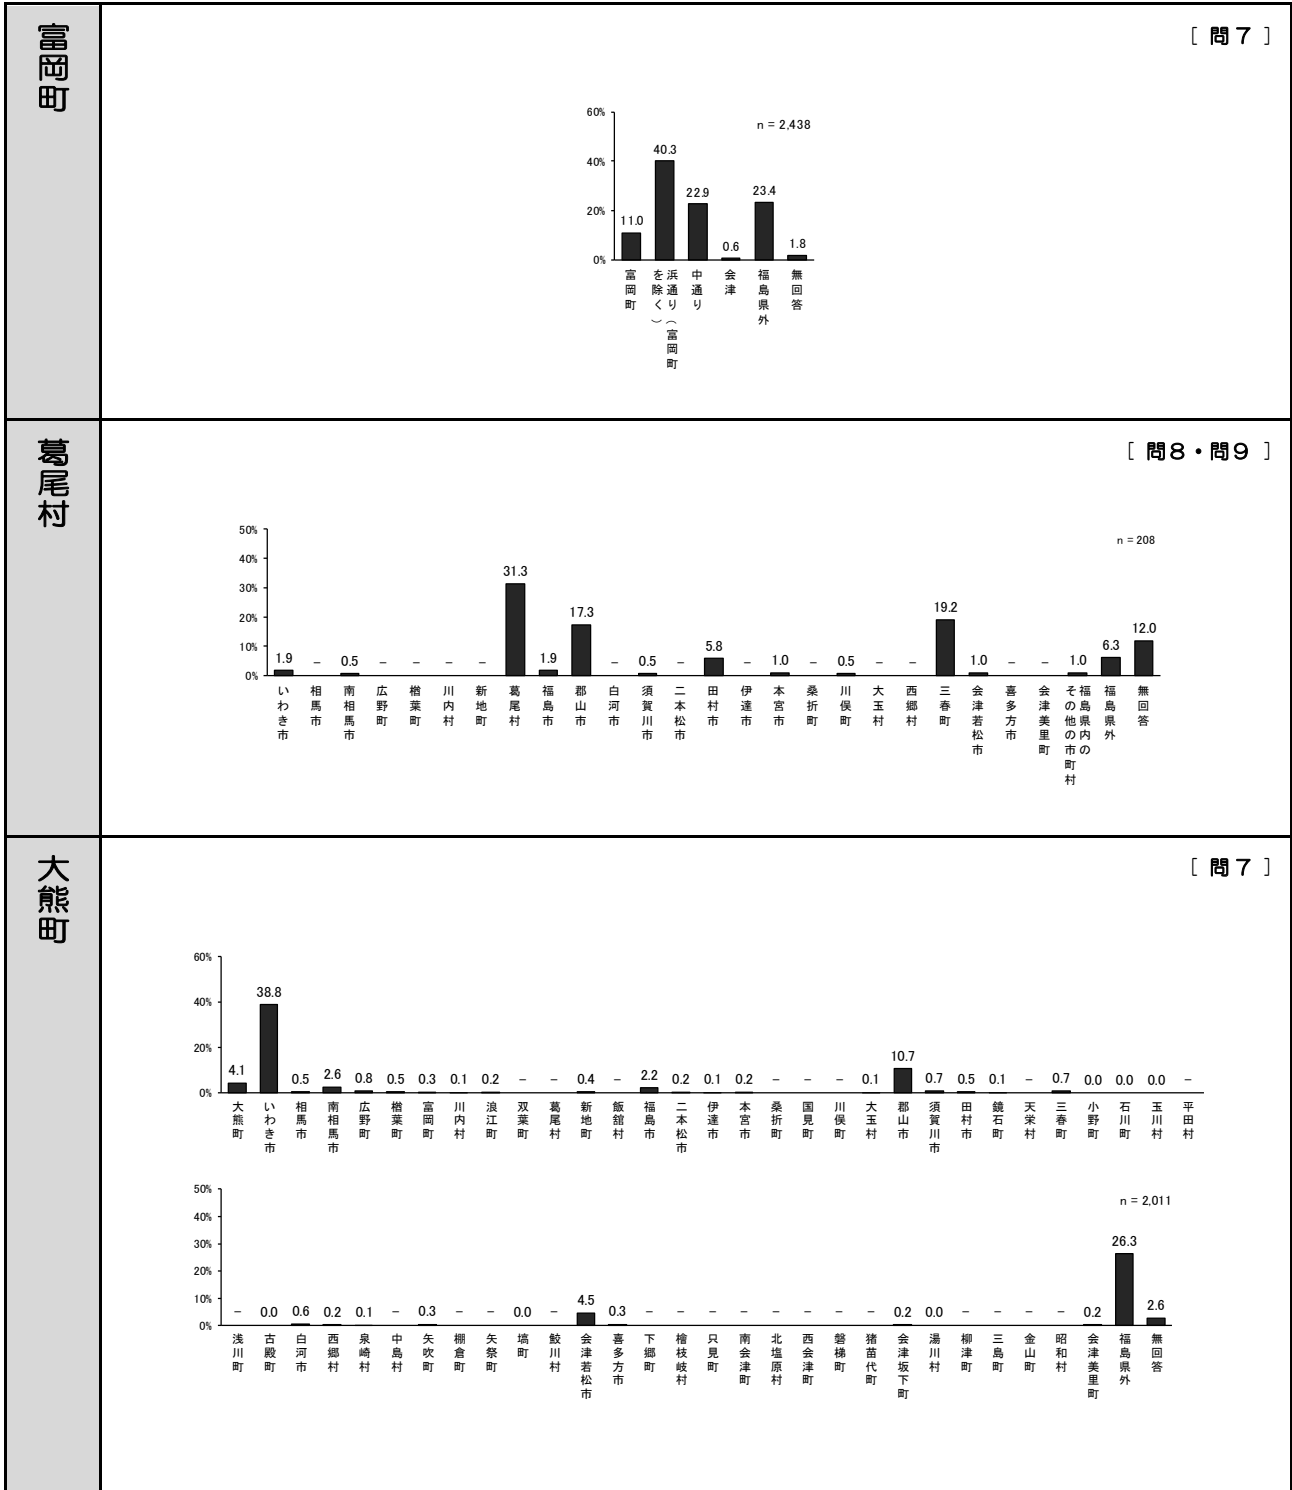 富岡町
[ 問７ ]
60%
40%
20%
0%
n = 2,438
11.0
40.3
22.9
0.6
23.4
1.8
富岡町
浜通り（富岡町
を除く）
中通り
会津
福島県外
無回答
葛尾村
[ 問８・問９ ]
50%
40%
30%
20%
10%
0%
n = 208
1.9 – 0.5 – – – – 31.3 1.9 17.3 – 0.5 – 5.8 – 1.0 – 0.5 – – 19.2 1.0 – – 1.0 6.3 12.0
いわき市
相馬市
南相馬市
広野町
楢葉町
川内村
新地町
葛尾村
福島市
郡山市
白河市
須賀川市
二本松市
田村市
伊達市
本宮市
桑折町
川俣町
大玉村
西郷村
三春町
会津若松市
喜多方市
会津美里町
福島県内の
その他の市町村
福島県外
無回答
大熊町
[ 問７ ]
60%
40%
20%
0%
4.1 38.8 0.5 2.6 0.8 0.5 0.3 0.1 0.2 – – 0.4 – 2.2 0.2 0.1 0.2 – – – 0.1 10.7 0.7 0.5 0.1 – 0.7 0.0 0.0 0.0 –
大熊町
いわき市
相馬市
南相馬市
広野町
楢葉町
富岡町
川内村
浪江町
双葉町
葛尾村
新地町
飯舘村
福島市
二本松市
伊達市
本宮市
桑折町
国見町
川俣町
大玉村
郡山市
須賀川市
田村市
鏡石町
天栄村
三春町
小野町
石川町
玉川村
平田村
50%
40%
30%
20%
10%
0%
n = 2,011
– 0.0 0.6 0.2 0.1 – 0.3 – – 0.0 – 4.5 0.3 – – – – – – – – 0.2 0.0 – – – – 0.2 26.3 2.6
浅川町
古殿町
白河市
西郷村
泉崎村
中島村
矢吹町
棚倉町
矢祭町
塙町
鮫川村
会津若松市
喜多方市
下郷町
檜枝岐村
只見町
南会津町
北塩原村
西会津町
磐梯町
猪苗代町
会津坂下町
湯川村
柳津町
三島町
金山町
昭和村
会津美里町
福島県外
無回答